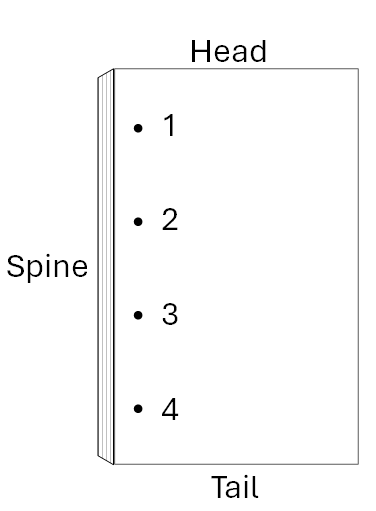 Head
• 1
• 2
Spine
• 3
• 4
Tail